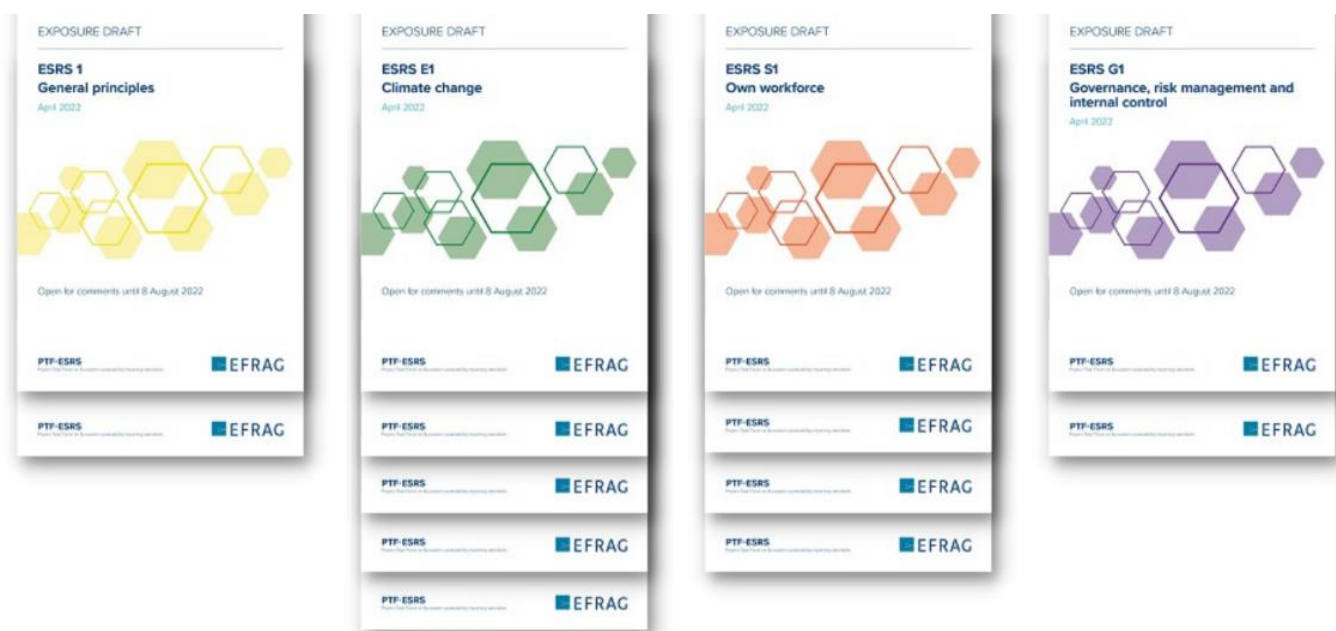 EXPOSURE DRAFT
ESRS 1
General principles
April 2022
Open for comments until 8 August 2022
PTF-ESRS
EFRAG
PTF-ESRS
EFRAG
EXPOSURE DRAFT
ESRS E1
Climate change
April 2022
Open for comments until 8 August 2022
PTF-ESRS
EFRAG
PTF-ESRS
EFRAG
PTF-ESRS
EFRAG
PTF-ESRS
EFRAG
PTF-ESRS
EFRAG
EXPOSURE DRAFT
ESRS S1
Own workforce
April 2022
Open for comments until 8 August 2022
PTF-ESRS
EFRAG
PTF-ESRS
EFRAG
PTF-ESRS
EFRAG
PTF-ESRS
EFRAG
EXPOSURE DRAFT
ESRS G1
Governance, risk management and
internal control
April 2022
Open for comments until 8 August 2022
PTF-ESRS
EFRAG
PTF-ESRS
EFRAG